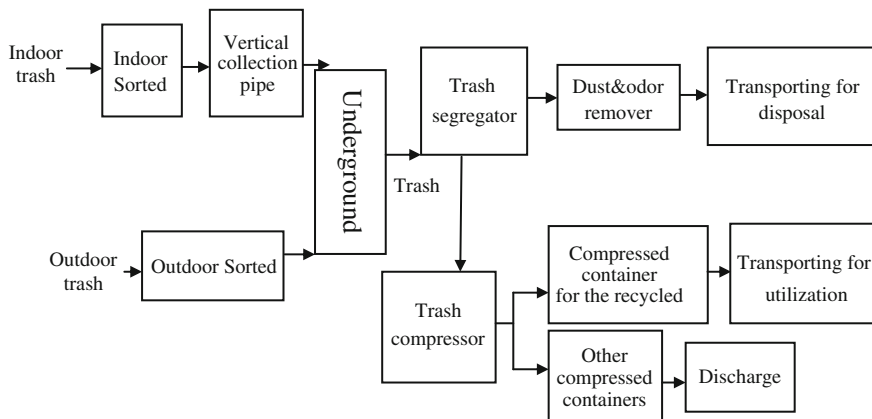 Indoor
trash
Indoor
Sorted
Vertical
collection
pipe
Underground
Trash
Trash
segregator
Dust&odor
remover
Transporting for
disposal
Outdoor
trash
Outdoor Sorted
Trash
compressor
Compressed
container
for the recycled
Transporting for
utilization
Other
compressed
containers
Discharge